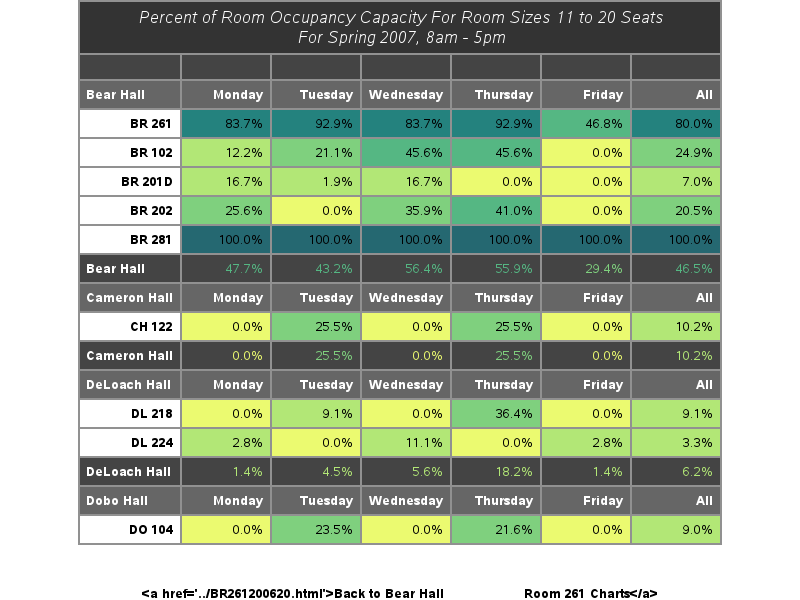 Percent of Room Occupancy Capacity For Room Sizes 11 to 20 Seats
For Spring 2007, 8am - 5pm
Bear Hall Monday Tuesday Wednesday Thursday Friday All
BR 261 83.7% 92.9% 83.7% 92.9% 46.8% 80.0%
BR 102 12.2% 21.1% 45.6% 45.6% 0.0% 24.9%
BR 201D 16.7% 1.9% 16.7% 0.0% 0.0% 7.0%
BR 202 25.6% 0.0% 35.9% 41.0% 0.0% 20.5%
BR 281 100.0% 100.0% 100.0% 100.0% 100.0% 100.0%
Bear Hall 47.7% 43.2% 56.4% 55.9% 29.4% 46.5%
Cameron Hall Monday Tuesday Wednesday Thursday Friday All
CH 122 0.0% 25.5% 0.0% 25.5% 0.0% 10.2%
Cameron Hall 0.0% 25.5% 0.0% 25.5% 0.0% 10.2%
DeLoach Hall Monday Tuesday Wednesday Thursday Friday All
DL 218 0.0% 9.1% 0.0% 36.4% 0.0% 9.1%
DL 224 2.8% 0.0% 11.1% 0.0% 2.8% 3.3%
DeLoach Hall 1.4% 4.5% 5.6% 18.2% 1.4% 6.2%
Dobo Hall Monday Tuesday Wednesday Thursday Friday All
DO 104 0.0% 23.5% 0.0% 21.6% 0.0% 9.0%
<a href='../BR261200620.html'>Back to Bear Hall Room 261 Charts</a>